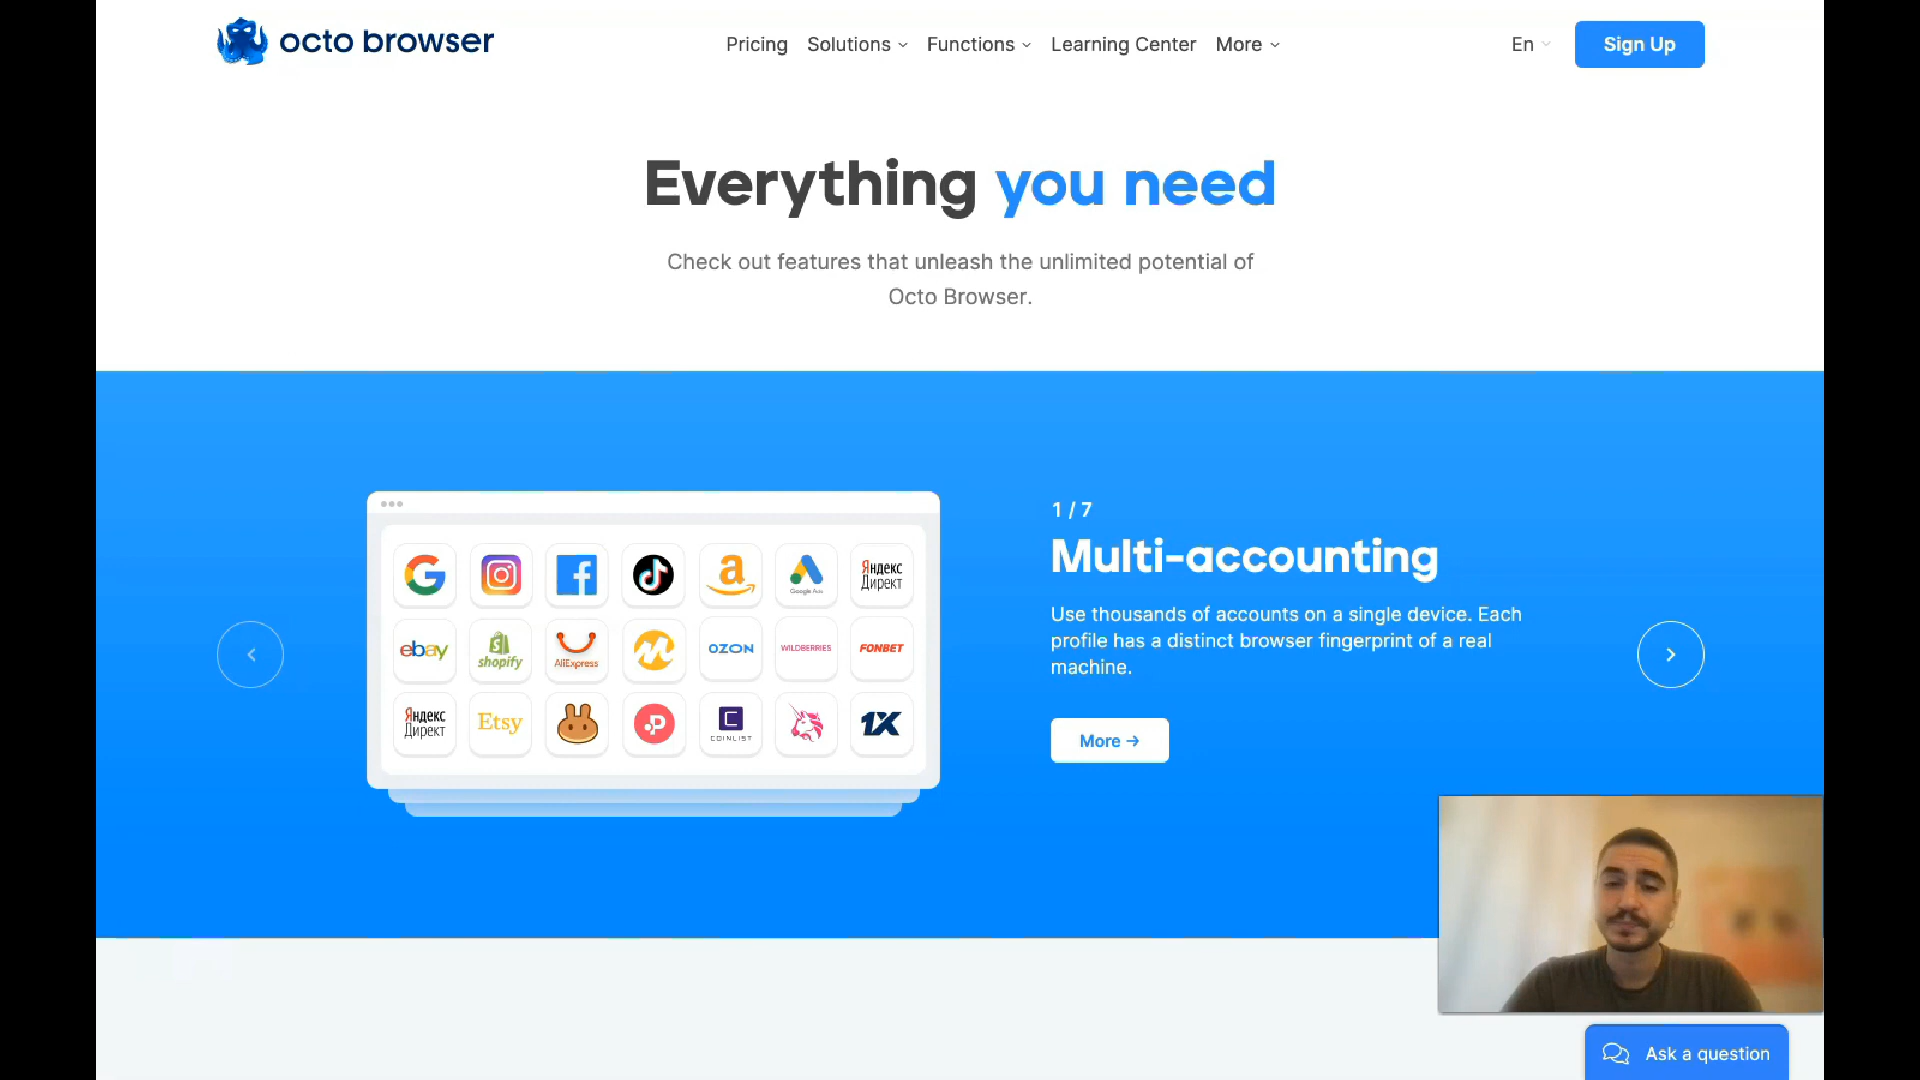 octo browser
Pricing Solutions Functions Learning Center More
En
Sign Up
Everything you need
Check out features that unleash the unlimited potential of
Octo Browser.
1 / 7
Multi-accounting
Use thousands of accounts on a single device. Each
profile has a distinct browser fingerprint of a real
machine.
More →
Google Ads
Яндекс
Директ
ebay
shopify
AliExpress
OZON
WILDBERRIES
FONBET
Яндекс
Директ
Etsy
COINLIST
1X
Ask a question